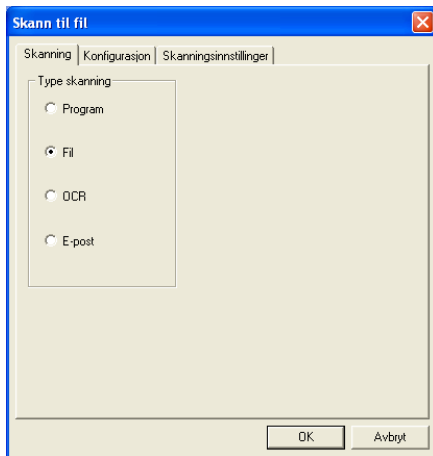 Skann til fil
Skanning Konfigurasjon Skanningsinnstillinger
Type skanning
Program
Fil
OCR
E-post
OK Avbryt